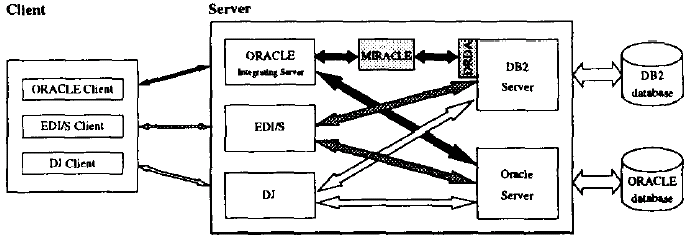 Client
Server
ORACLE Client
EDI/S Client
DJ Client
ORACLE
Integrating Server
MIRACLE
DRDA
DB2
Server
EDI/S
DJ
Oracle
Server
DB2
database
ORACLE
database